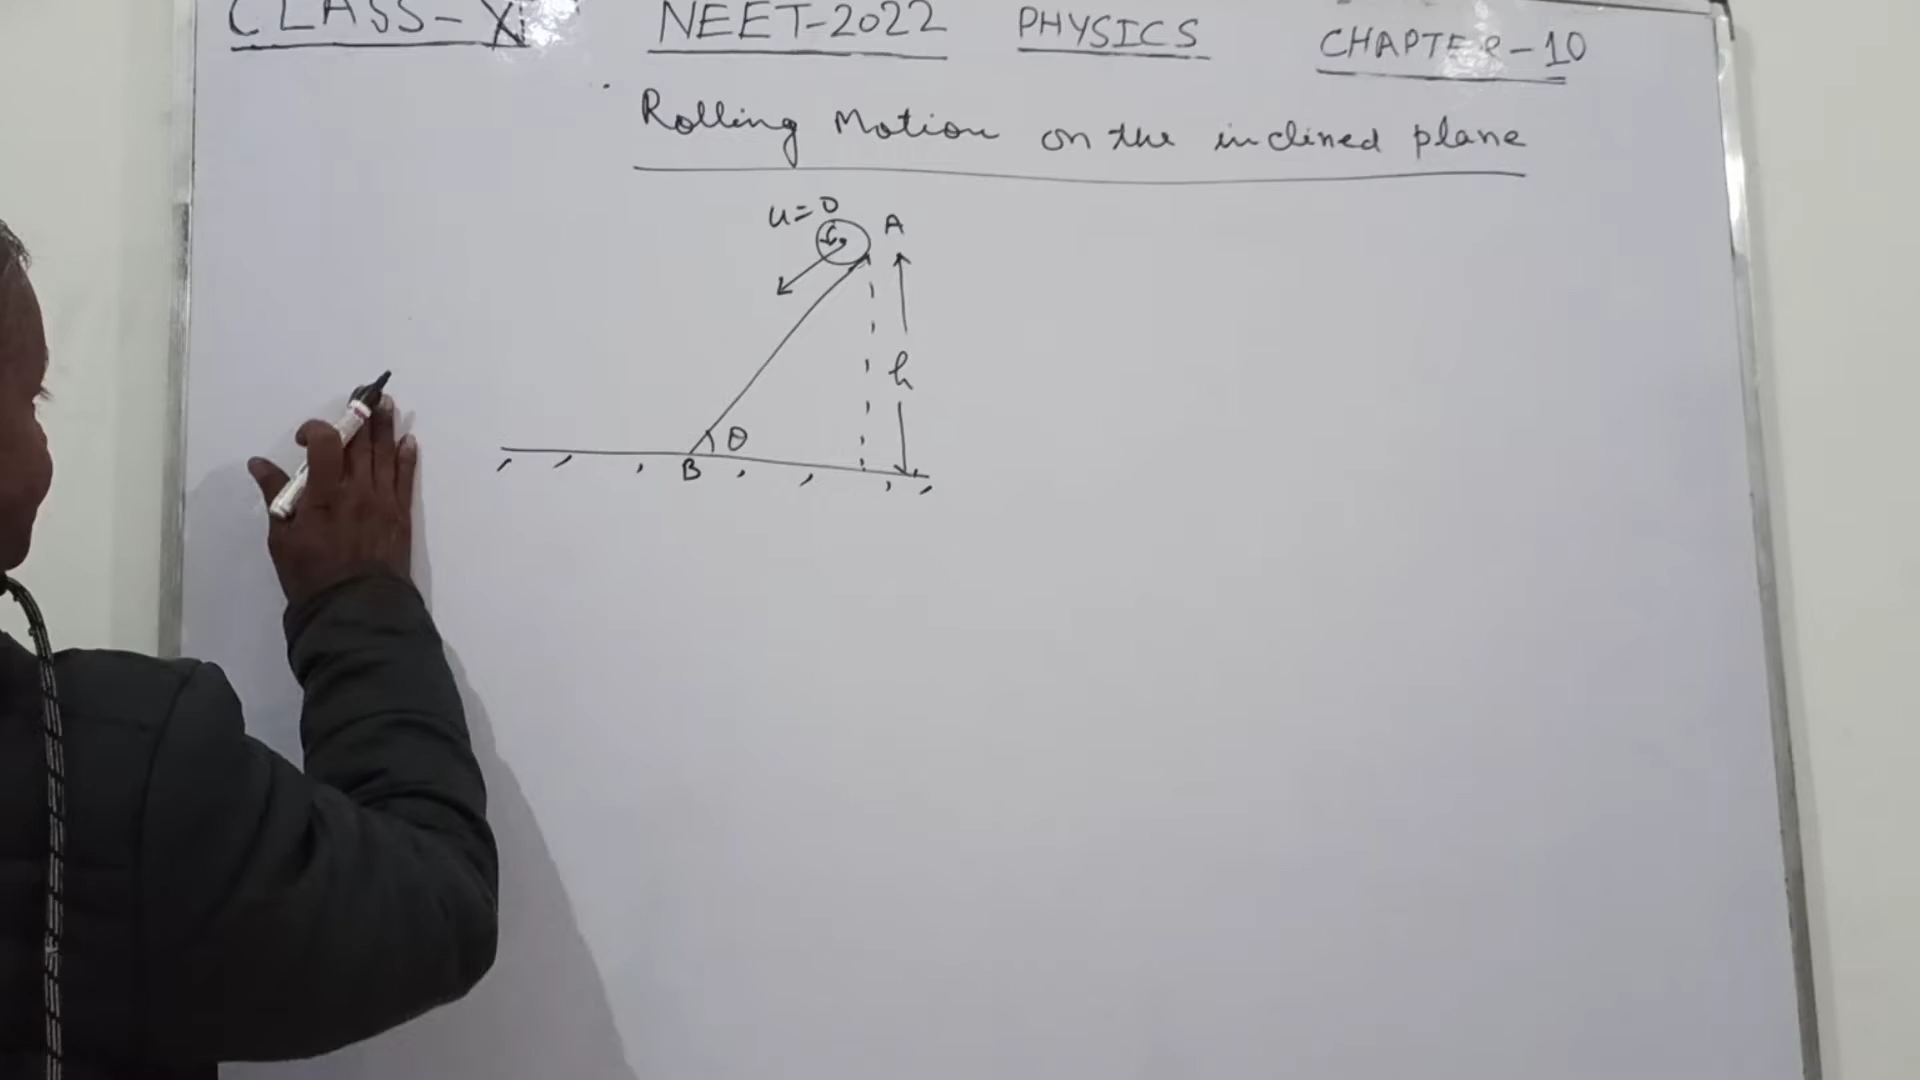 CLASS-XI NEET-2022 PHYSICS CHAPTER-10
Rolling Motion on the inclined plane
u=0
A
h
θ
B